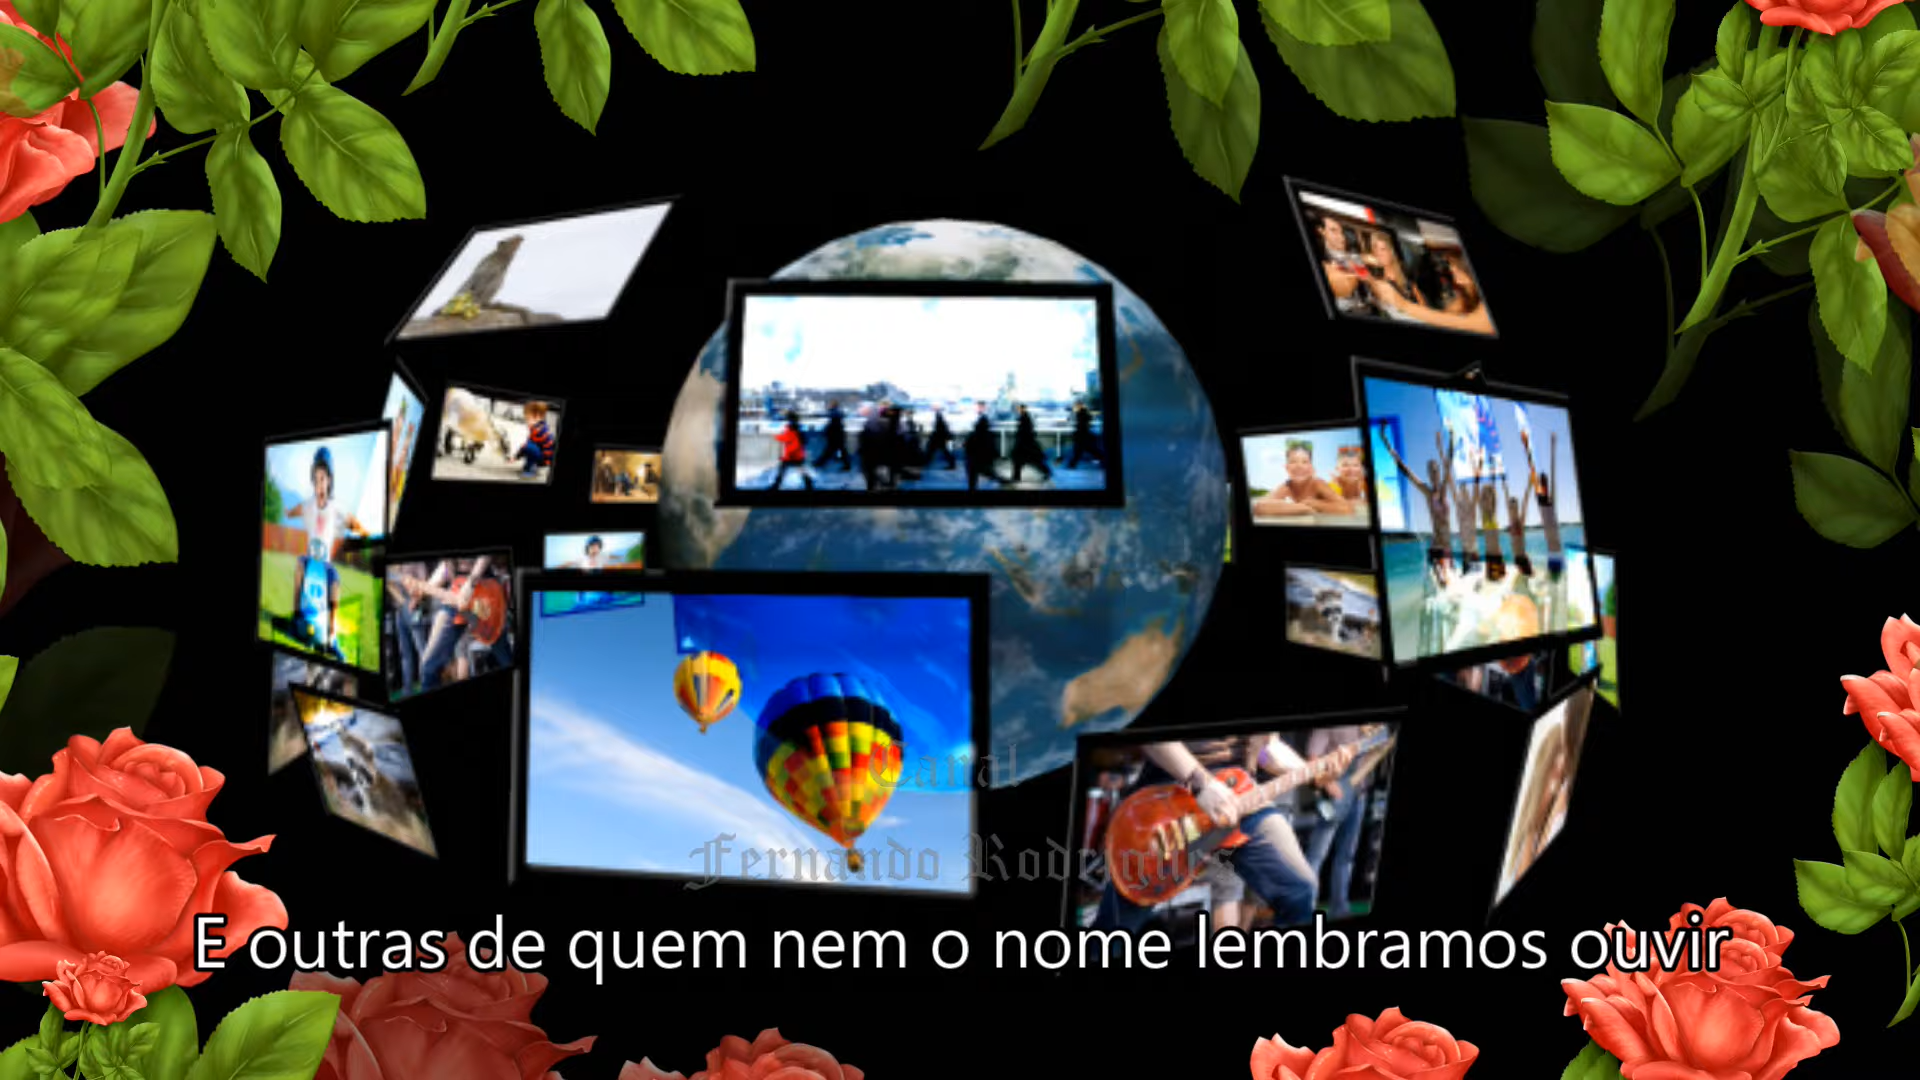 Canal
Fernando Rodrigues
E outras de quem nem o nome lembramos ouvir